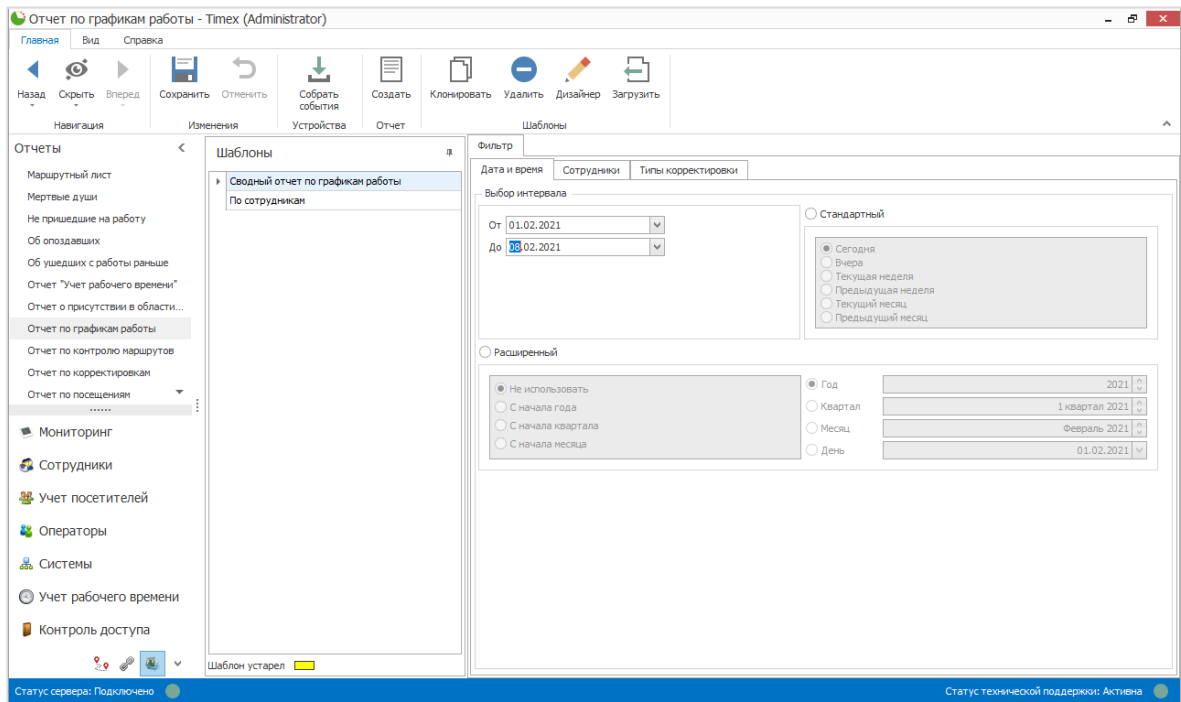 Отчет по графикам работы - Timex (Administrator)
Главная Вид Справка
Назад Скрыть Вперед Сохранить Отменить Собрать события Создать Клонировать Удалить Дизайнер Загрузить
Навигация Изменения Устройства Отчет Шаблоны
Отчеты
Маршрутный лист
Мертвые души
Не пришедшие на работу
Об опоздавших
Об ушедших с работы раньше
Отчет "Учет рабочего времени"
Отчет о присутствии в области...
Отчет по графикам работы
Отчет по контролю маршрутов
Отчет по корректировкам
Отчет по посещениям
Мониторинг
Сотрудники
Учет посетителей
Операторы
Системы
Учет рабочего времени
Контроль доступа
Шаблоны
Сводный отчет по графикам работы
По сотрудникам
Шаблон устарел
Фильтр
Дата и время Сотрудники Типы корректировки
Выбор интервала
От 01.02.2021
До 08.02.2021
Стандартный
Сегодня
Вчера
Текущая неделя
Предыдущая неделя
Текущий месяц
Предыдущий месяц
Расширенный
Не использовать
С начала года
С начала квартала
С начала месяца
Год 2021
Квартал 1 квартал 2021
Месяц Февраль 2021
День 01.02.2021
Статус сервера: Подключено
Статус технической поддержки: Активна